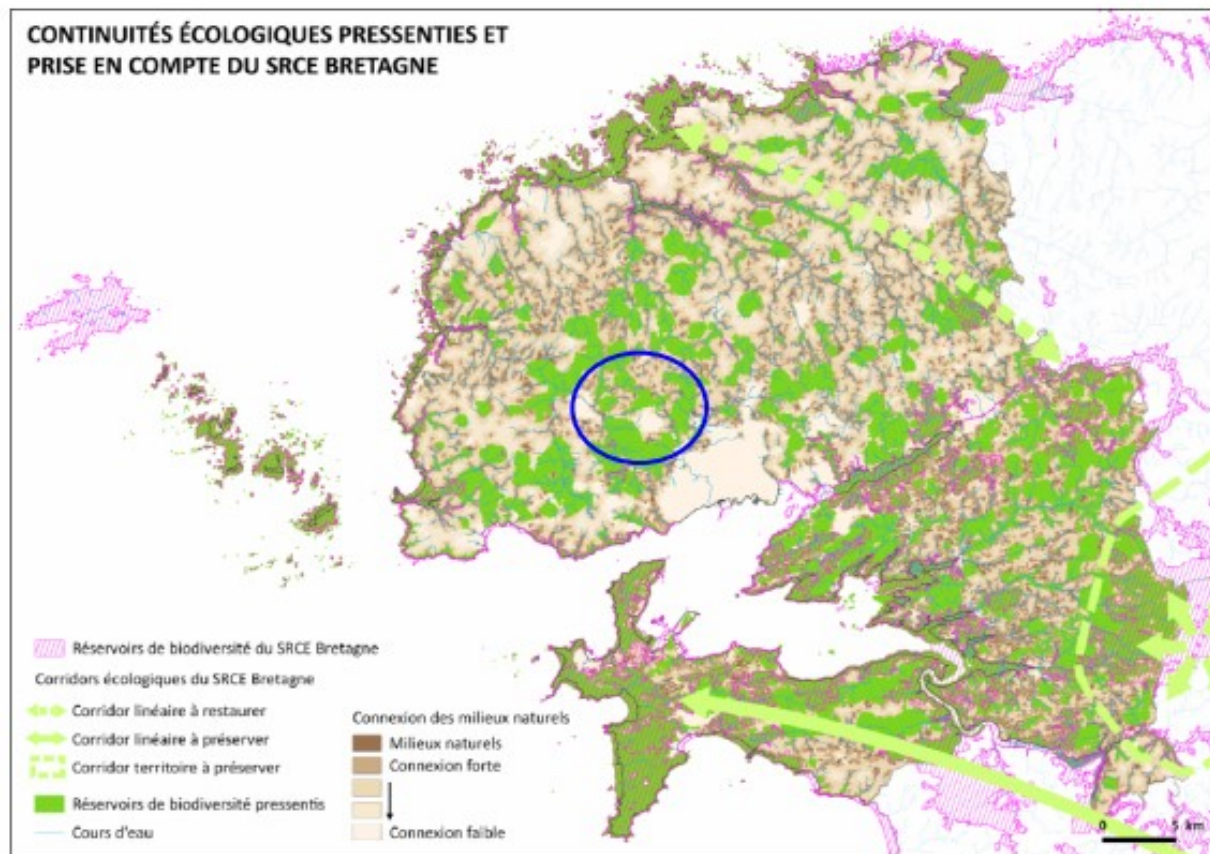 CONTINUITÉS ÉCOLOGIQUES PRESSENTIES ET
PRISE EN COMPTE DU SRCE BRETAGNE
Réservoirs de biodiversité du SRCE Bretagne
Corridors écologiques du SRCE Bretagne
Corridor linéaire à restaurer
Corridor linéaire à préserver
Corridor territoire à préserver
Réservoirs de biodiversité pressentis
Cours d'eau
Connexion des milieux naturels
Milieux naturels
Connexion forte
Connexion faible
0 5 km